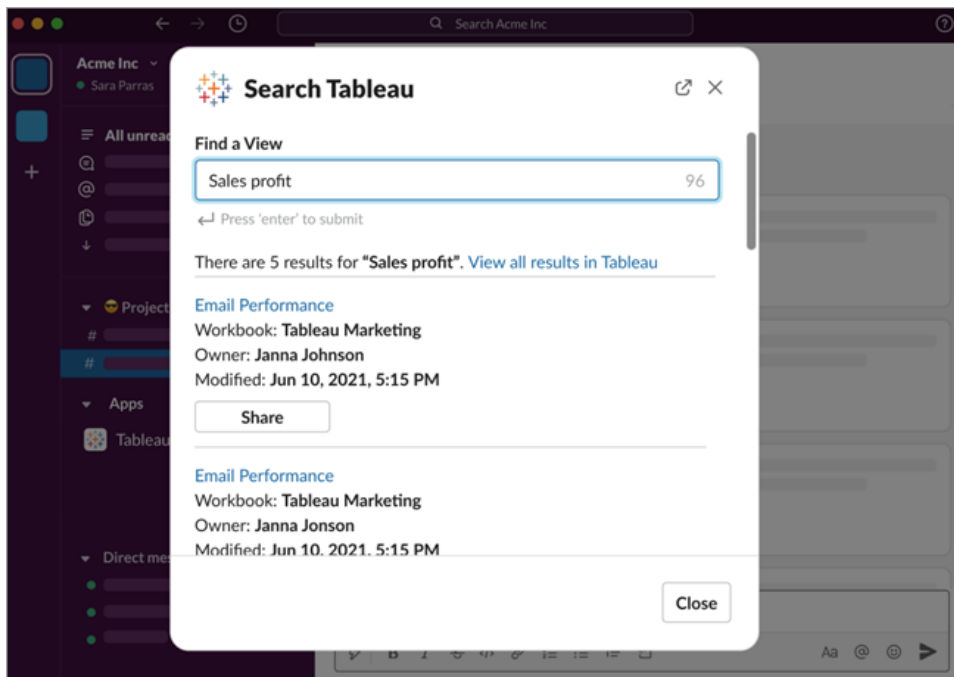 Search Acme Inc
Acme Inc
Sara Parras
All unreac
Project
Apps
Tableau
Direct mes
Search Tableau
Find a View
Sales profit 96
Press 'enter' to submit
There are 5 results for “Sales profit”. View all results in Tableau
Email Performance
Workbook: Tableau Marketing
Owner: Janna Johnson
Modified: Jun 10, 2021, 5:15 PM
Share
Email Performance
Workbook: Tableau Marketing
Owner: Janna Jonson
Modified: Jun 10, 2021, 5:15 PM
Close
Aa @